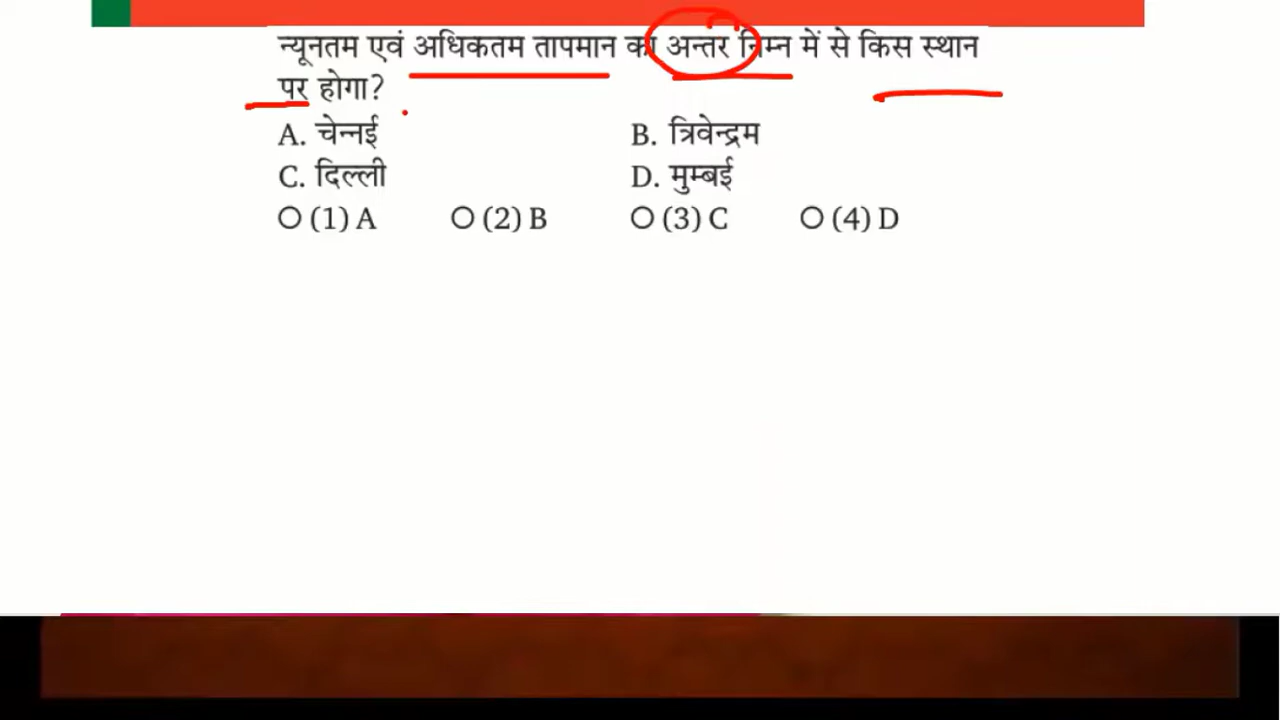 न्यूनतम एवं अधिकतम तापमान का अन्तर निम्न में से किस स्थान
पर होगा?
A. चेन्नई B. त्रिवेन्द्रम
C. दिल्ली D. मुम्बई
(1) A (2) B (3) C (4) D